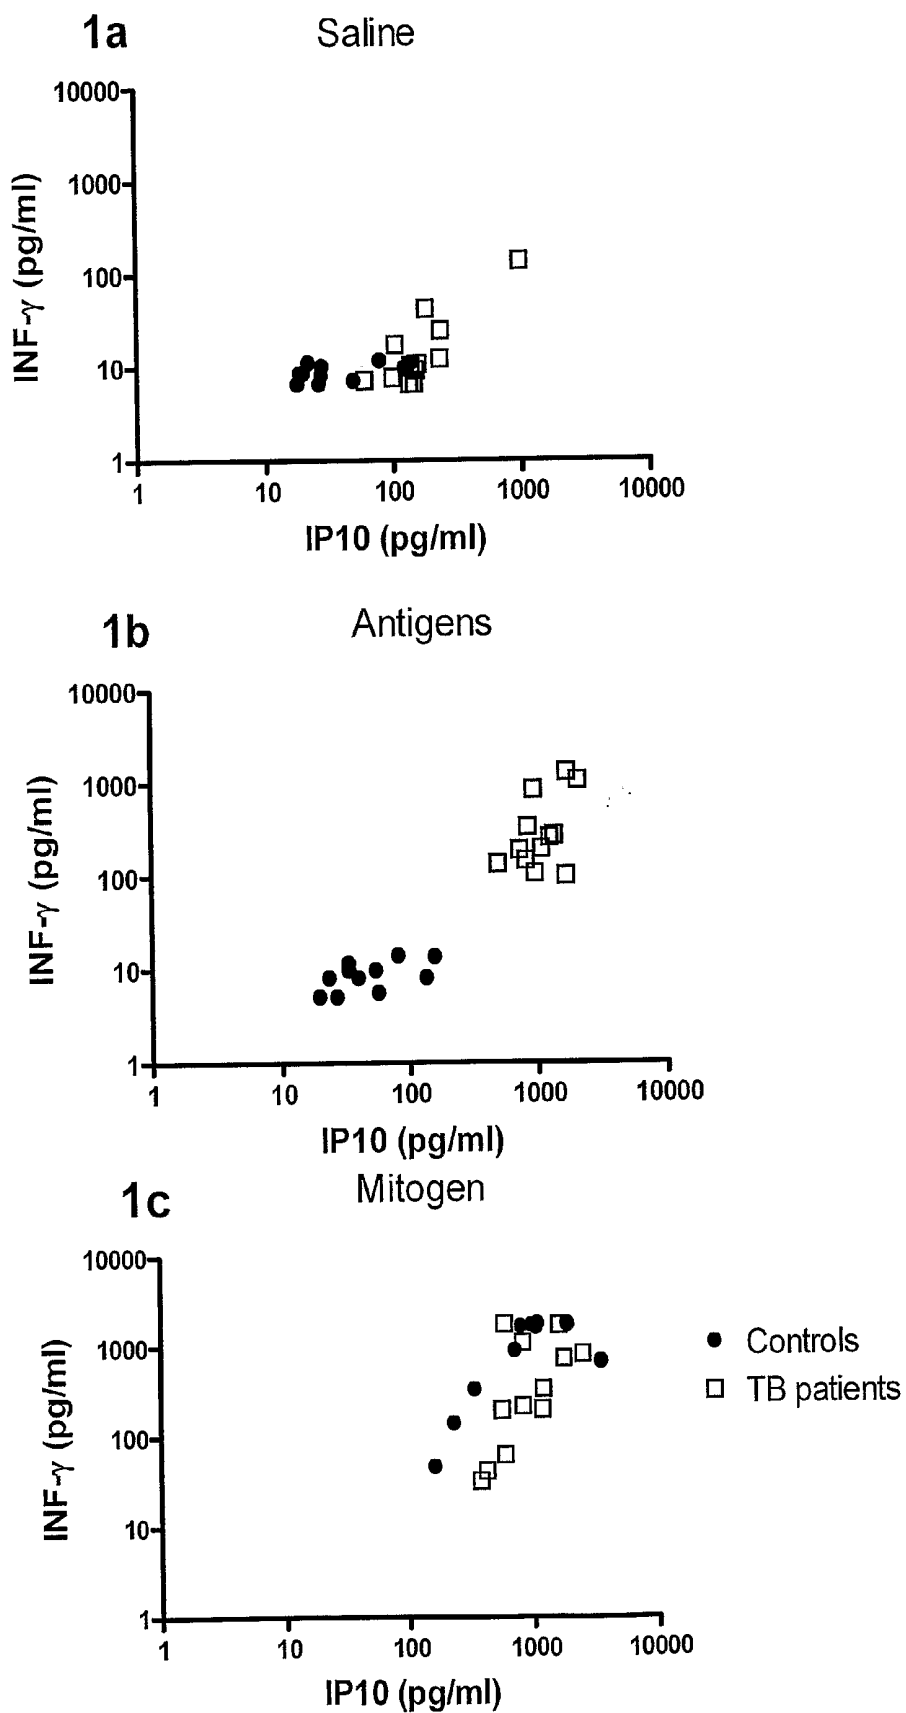 1a Saline
10000
1000
100
10
1
INF-γ (pg/ml)
1 10 100 1000 10000
IP10 (pg/ml)
1b Antigens
10000
1000
100
10
1
INF-γ (pg/ml)
1 10 100 1000 10000
IP10 (pg/ml)
1c Mitogen
10000
1000
100
10
1
INF-γ (pg/ml)
1 10 100 1000 10000
IP10 (pg/ml)
Controls
TB patients